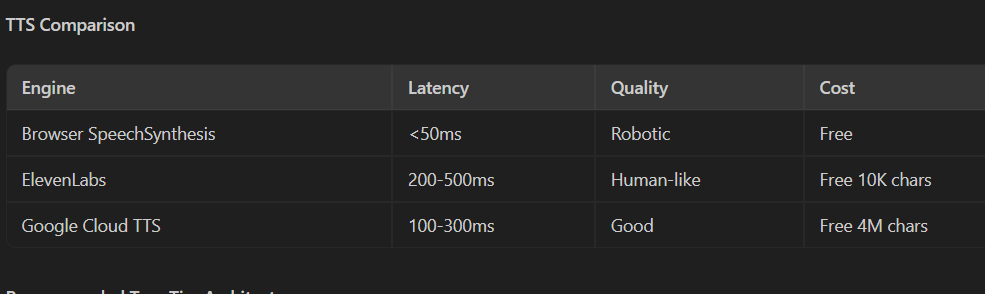 TTS Comparison
Engine Latency Quality Cost
Browser SpeechSynthesis <50ms Robotic Free
ElevenLabs 200-500ms Human-like Free 10K chars
Google Cloud TTS 100-300ms Good Free 4M chars